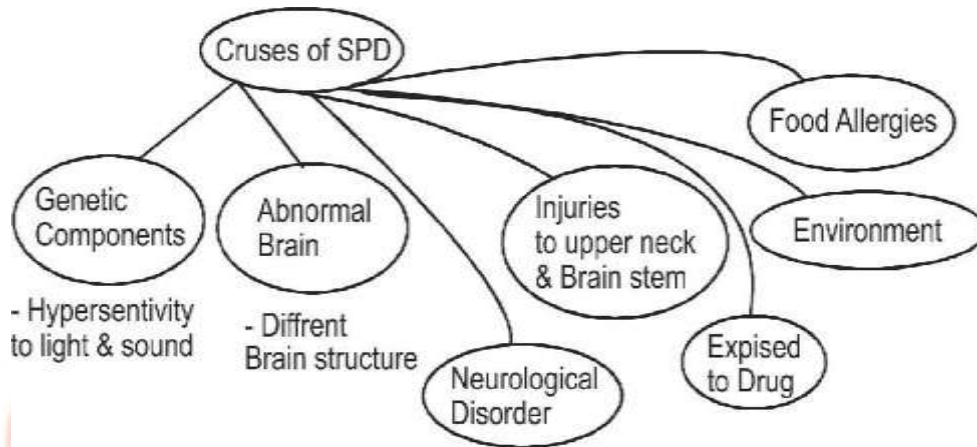 Cruses of SPD
Food Allergies
Genetic
Components
Abnormal
Brain
Injuries
to upper neck
& Brain stem
Environment
- Hypersentivity
to light & sound
- Diffrent
Brain structure
Neurological
Disorder
Expised
to Drug